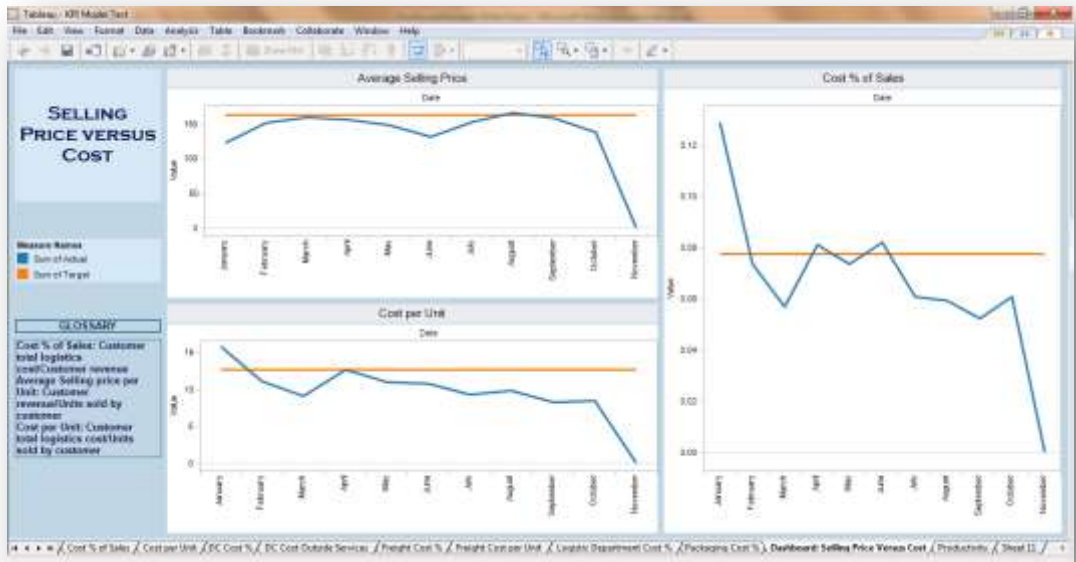 Tableau - KPI Model Test
File Edit View Format Data Analysis Table Bookmark Collaborate Window Help
SELLING
PRICE VERSUS
COST
Measure Names
Sum of Actual
Sum of Target
GLOSSARY
Cost % of Sales: Customer
total logistics
cost/Customer revenue
Average Selling price per
Unit: Customer
revenue/Units sold by
customer
Cost per Unit: Customer
total logistics cost/Units
sold by customer
Average Selling Price
Date
Value
150
100
50
0
January February March April May June July August September October November
Cost per Unit
Date
Value
15
10
5
0
January February March April May June July August September October November
Cost % of Sales
Date
Value
0.12
0.10
0.08
0.06
0.04
0.02
0.00
January February March April May June July August September October November
Cost % of Sales Cost per Unit DC Cost % DC Cost Outside Services Freight Cost % Freight Cost per Unit Logistic Department Cost % Packaging Cost % Dashboard: Selling Price Versus Cost Productivity Sheet 11